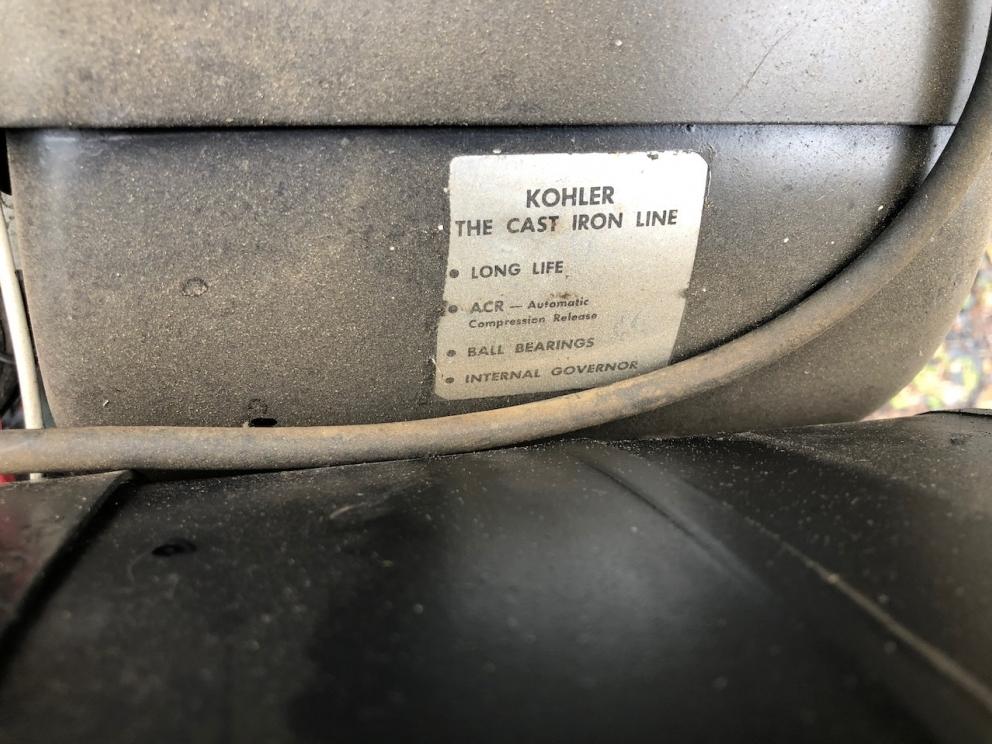 KOHLER
THE CAST IRON LINE
• LONG LIFE
• ACR — Automatic
Compression Release
• BALL BEARINGS
• INTERNAL GOVERNOR